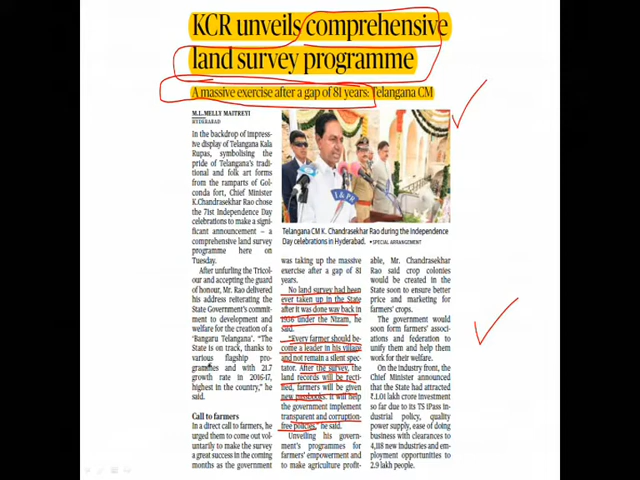 KCR unveils comprehensive
land survey programme
A massive exercise after a gap of 81 years: Telangana CM
M.L.MELLY MAITREYI
HYDERABAD
In the backdrop of impress-
ive display of Telangana Kala
Rupas, symbolising the
pride of Telangana's tradi-
tional and folk art forms
from the ramparts of Gol-
conda fort, Chief Minister
K.Chandrasekhar Rao chose
the 71st Independence Day
celebrations to make a signi-
ficant announcement – a
comprehensive land survey
programme here on
Tuesday.
After unfurling the Tricol-
our and accepting the guard
of honour, Mr. Rao delivered
his address reiterating the
State Government's commit-
ment to development and
welfare for the creation of a
'Bangaru Telangana'. "The
State is on track, thanks to
various flagship pro-
grammes and with 21.7
growth rate in 2016-17,
highest in the country," he
said.
Call to farmers
In a direct call to farmers, he
urged them to come out vol-
untarily to make the survey
a great success in the coming
months as the government
I & PR
Telangana CM K. Chandrasekhar Rao during the Independence
Day celebrations in Hyderabad. • SPECIAL ARRANGEMENT
was taking up the massive
exercise after a gap of 81
years.
No land survey had been
ever taken up in the State
after it was done way back in
1936 under the Nizam, he
said.
"Every farmer should be-
come a leader in his village
and not remain a silent spec-
tator. After the survey, the
land records will be recti-
fied, farmers will be given
new passbooks. It will help
the government implement
transparent and corruption-
free policies," he said.
Unveiling his govern-
ment's programmes for
farmers' empowerment and
to make agriculture profit-
able, Mr. Chandrasekhar
Rao said crop colonies
would be created in the
State soon to ensure better
price and marketing for
farmers' crops.
The government would
soon form farmers' associ-
ations and federation to
unify them and help them
work for their welfare.
On the industry front, the
Chief Minister announced
that the State had attracted
₹1.01 lakh crore investment
so far due to its TS iPass in-
dustrial policy, quality
power supply, ease of doing
business with clearances to
4,118 new industries and em-
ployment opportunities to
2.9 lakh people.